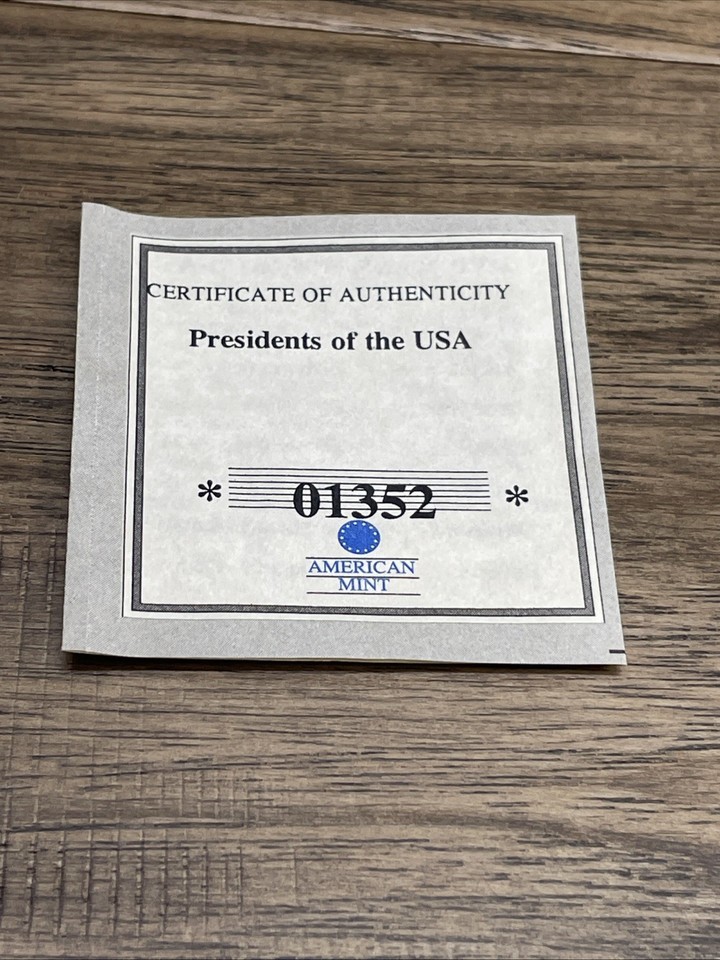 CERTIFICATE OF AUTHENTICITY
Presidents of the USA
* 01352 *
AMERICAN
MINT